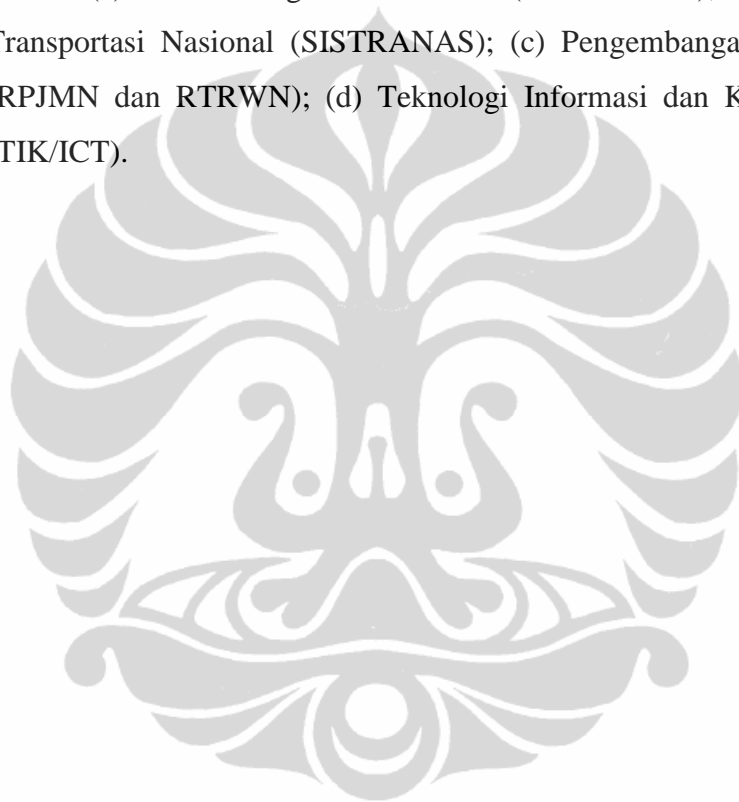 Transportasi Nasional (SISTRANAS); (c) Pengembanga
RPJMN dan RTRWN); (d) Teknologi Informasi dan K
TIK/ICT).